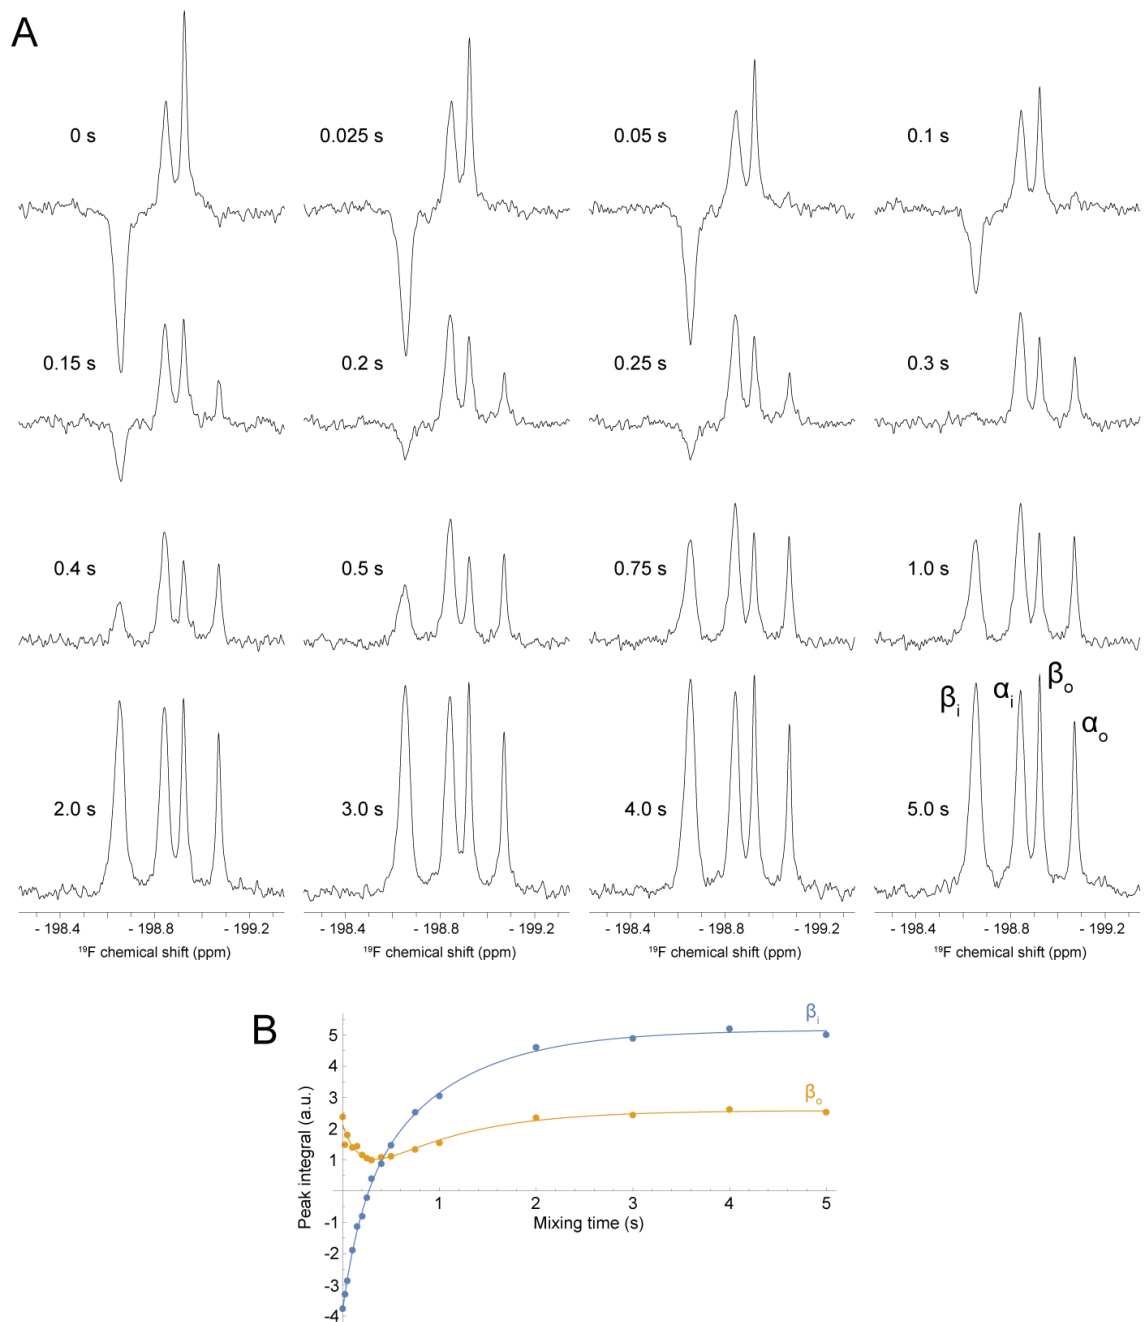 A
0 s
0.025 s
0.05 s
0.1 s
0.15 s
0.2 s
0.25 s
0.3 s
0.4 s
0.5 s
0.75 s
1.0 s
2.0 s
3.0 s
4.0 s
5.0 s
βi
αi
βo
αo
- 198.4 - 198.8 - 199.2
- 198.4 - 198.8 - 199.2
- 198.4 - 198.8 - 199.2
- 198.4 - 198.8 - 199.2
¹⁹F chemical shift (ppm)
¹⁹F chemical shift (ppm)
¹⁹F chemical shift (ppm)
¹⁹F chemical shift (ppm)
B
βi
βo
Peak integral (a.u.)
5
4
3
2
1
-1
-2
-3
-4
1 2 3 4 5
Mixing time (s)